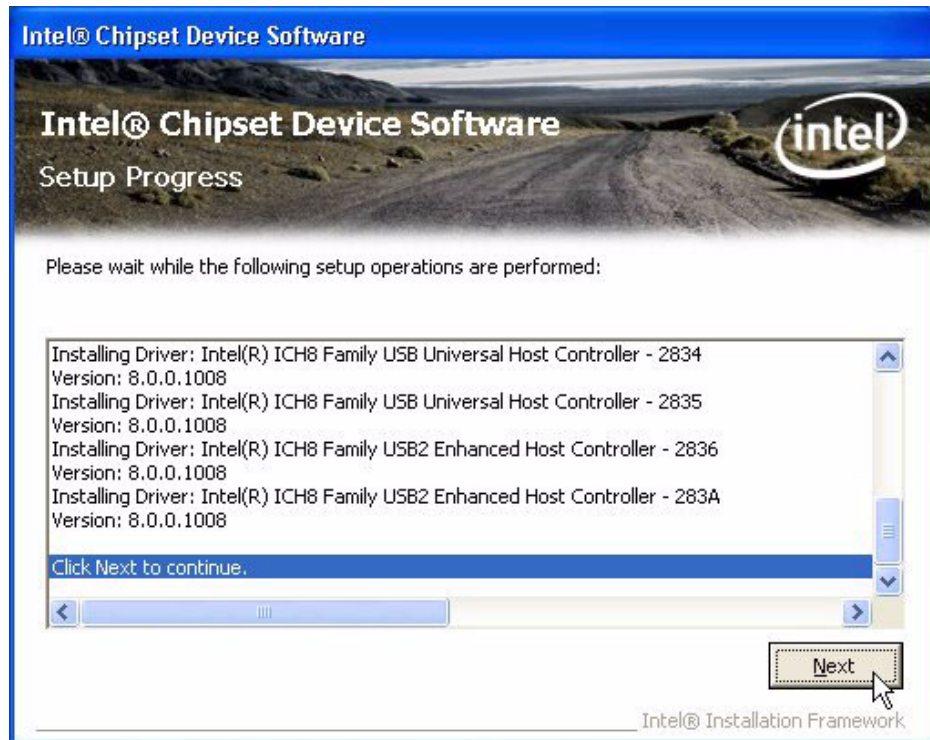 Intel® Chipset Device Software
Intel® Chipset Device Software
intel
Setup Progress
Please wait while the following setup operations are performed:
Installing Driver: Intel(R) ICH8 Family USB Universal Host Controller - 2834
Version: 8.0.0.1008
Installing Driver: Intel(R) ICH8 Family USB Universal Host Controller - 2835
Version: 8.0.0.1008
Installing Driver: Intel(R) ICH8 Family USB2 Enhanced Host Controller - 2836
Version: 8.0.0.1008
Installing Driver: Intel(R) ICH8 Family USB2 Enhanced Host Controller - 283A
Version: 8.0.0.1008
Click Next to continue.
Next
Intel® Installation Framework